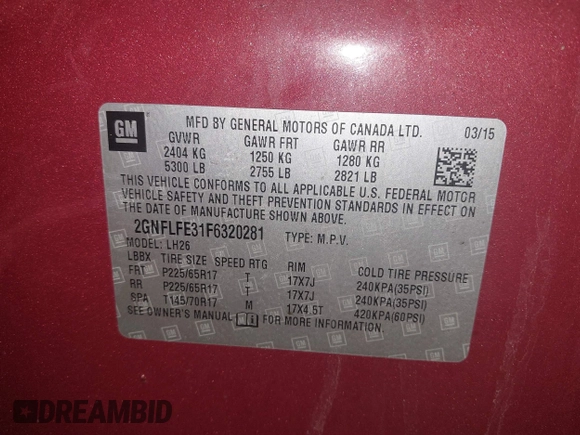 GM
MFD BY GENERAL MOTORS OF CANADA LTD. 03/15
GVWR GAWR FRT GAWR RR
2404 KG 1250 KG 1280 KG
5300 LB 2755 LB 2821 LB
THIS VEHICLE CONFORMS TO ALL APPLICABLE U.S. FEDERAL MOTOR
VEHICLE SAFETY AND THEFT PREVENTION STANDARDS IN EFFECT ON
THE DATE OF MANUFACTURE SHOWN ABOVE.
2GNFLFE31F6320281 TYPE: M.P.V.
MODEL: LH26
LBBX TIRE SIZE SPEED RTG RIM COLD TIRE PRESSURE
FRT P225/65R17 T 17X7J 240KPA(35PSI)
RR P225/65R17 T 17X7J 240KPA(35PSI)
SPA T145/70R17 M 17X4.5T 420KPA(60PSI)
SEE OWNER'S MANUAL FOR MORE INFORMATION.
DREAMBID